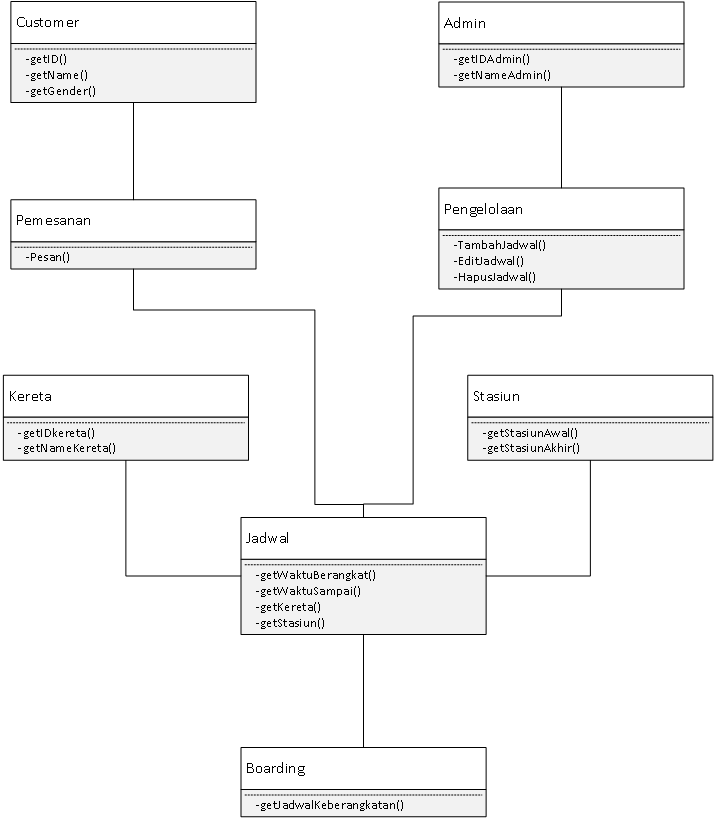 Customer
-getID()
-getName()
-getGender()
Admin
-getIDAdmin()
-getNameAdmin()
Pemesanan
-Pesan()
Pengelolaan
-TambahJadwal()
-EditJadwal()
-HapusJadwal()
Kereta
-getIDkereta()
-getNameKereta()
Stasiun
-getStasiunAwal()
-getStasiunAkhir()
Jadwal
-getWaktuBerangkat()
-getWaktuSampai()
-getKereta()
-getStasiun()
Boarding
-getJadwalKeberangkatan()